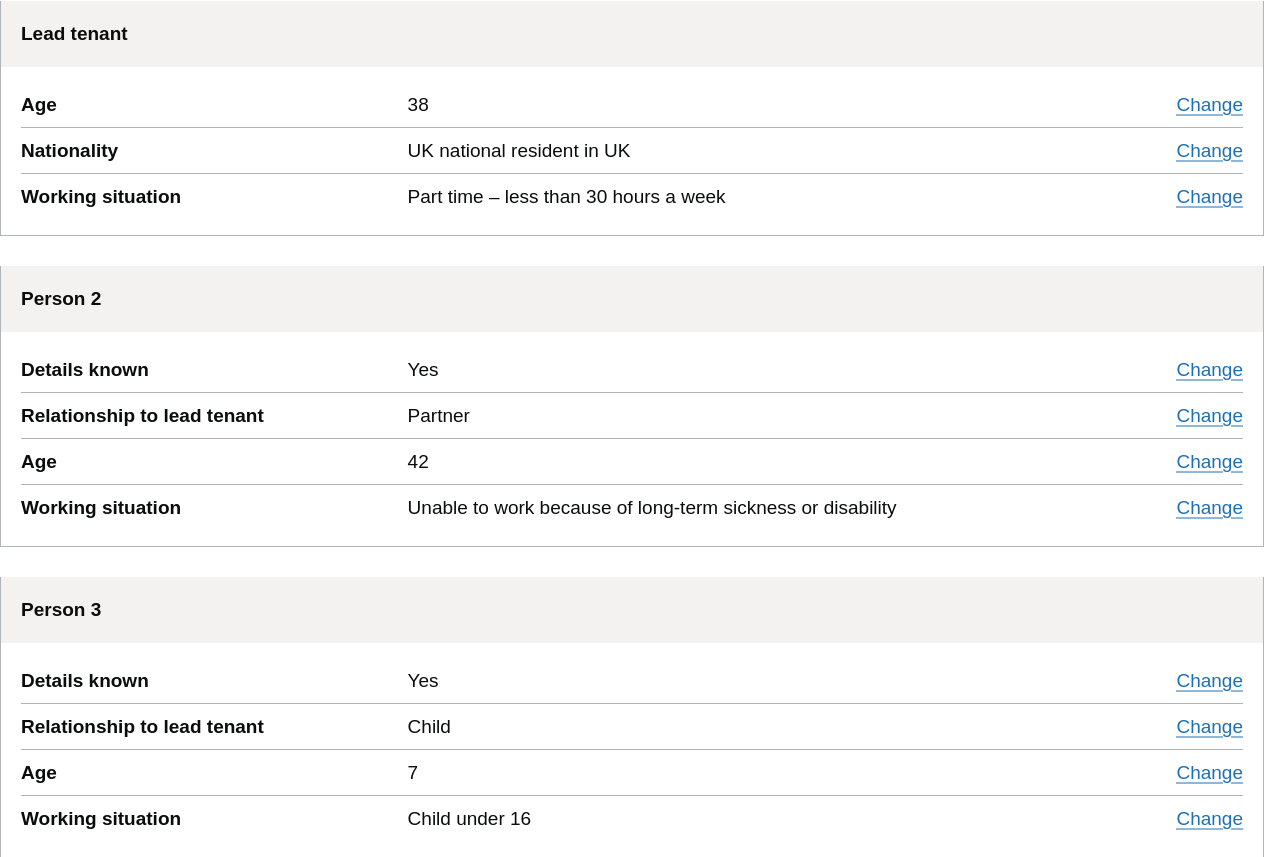 Lead tenant
Age 38 Change
Nationality UK national resident in UK Change
Working situation Part time – less than 30 hours a week Change
Person 2
Details known Yes Change
Relationship to lead tenant Partner Change
Age 42 Change
Working situation Unable to work because of long-term sickness or disability Change
Person 3
Details known Yes Change
Relationship to lead tenant Child Change
Age 7 Change
Working situation Child under 16 Change